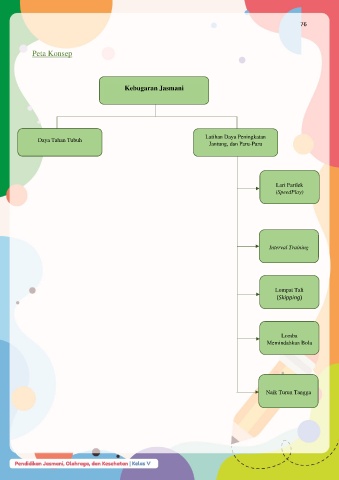 76
Peta Konsep
Kebugaran Jasmani
Daya Tahan Tubuh
Latihan Daya Peningkatan
Jantung, dan Paru-Paru
Lari Fartlek
(SpeedPlay)
Interval Training
Lompat Tali
(Skipping)
Lomba
Memindahkan Bola
Naik Turun Tangga
Pendidikan Jasmani, Olahraga, dan Kesehatan | Kelas V